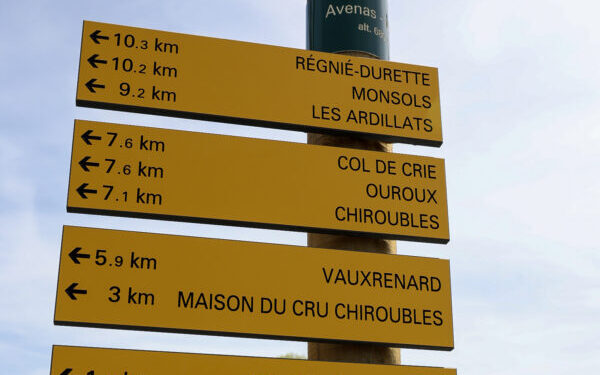 Avenas -
alt.
← 10.3 km RÉGNIÉ-DURETTE
← 10.2 km MONSOLS
← 9.2 km LES ARDILLATS
← 7.6 km COL DE CRIE
← 7.6 km OUROUX
← 7.1 km CHIROUBLES
← 5.9 km VAUXRENARD
← 3 km MAISON DU CRU CHIROUBLES